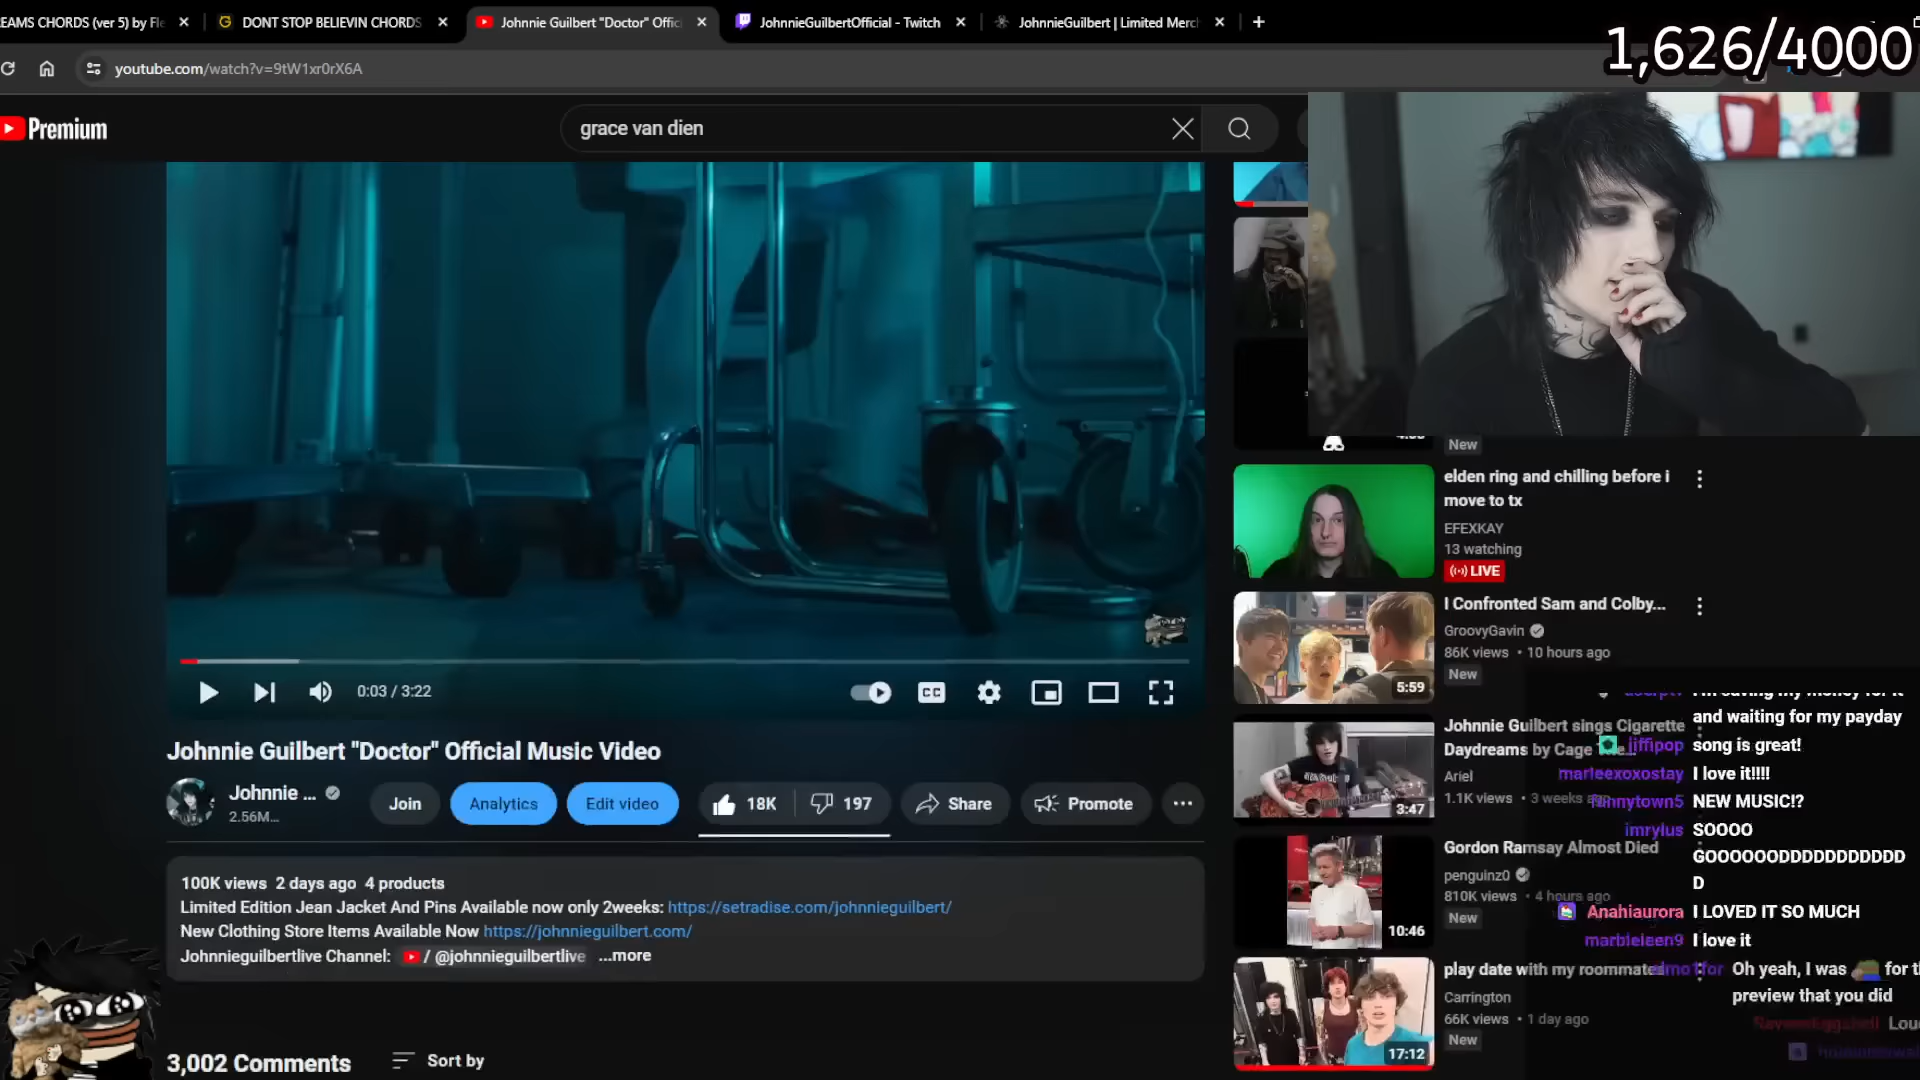 EAMS CHORDS (ver 5) by Fle
DONT STOP BELIEVIN CHORDS
Johnnie Guilbert "Doctor" Offic
JohnnieGuilbertOfficial - Twitch
JohnnieGuilbert | Limited Merc
1,626/4000
youtube.com/watch?v=9tW1xr0rX6A
Premium
grace van dien
New
elden ring and chilling before i
move to tx
EFEXKAY
13 watching
LIVE
I Confronted Sam and Colby...
GroovyGavin
86K views • 10 hours ago
New
5:59
0:03 / 3:22
CC
Johnnie Guilbert "Doctor" Official Music Video
Johnnie ...
2.56M...
Join
Analytics
Edit video
18K
197
Share
Promote
100K views 2 days ago 4 products
Limited Edition Jean Jacket And Pins Available now only 2weeks: https://setradise.com/johnnieguilbert/
New Clothing Store Items Available Now https://johnnieguilbert.com/
Johnnieguilbertlive Channel: / @johnnieguilbertlive ...more
3,002 Comments
Sort by
Johnnie Guilbert sings Cigarette
Daydreams by Cage
Ariel
1.1K views • 3 weeks ago
3:47
Gordon Ramsay Almost Died
penguinz0
810K views • 4 hours ago
New
10:46
play date with my roommates
Carrington
66K views • 1 day ago
New
17:12
and waiting for my payday
jiffipop song is great!
marleexoxostay I love it!!!!
funnytown5 NEW MUSIC!?
imrylus SOOOO
GOOOOOODDDDDDDDDDD
D
Anahiaurora I LOVED IT SO MUCH
I love it
Oh yeah, I was for th
preview that you did